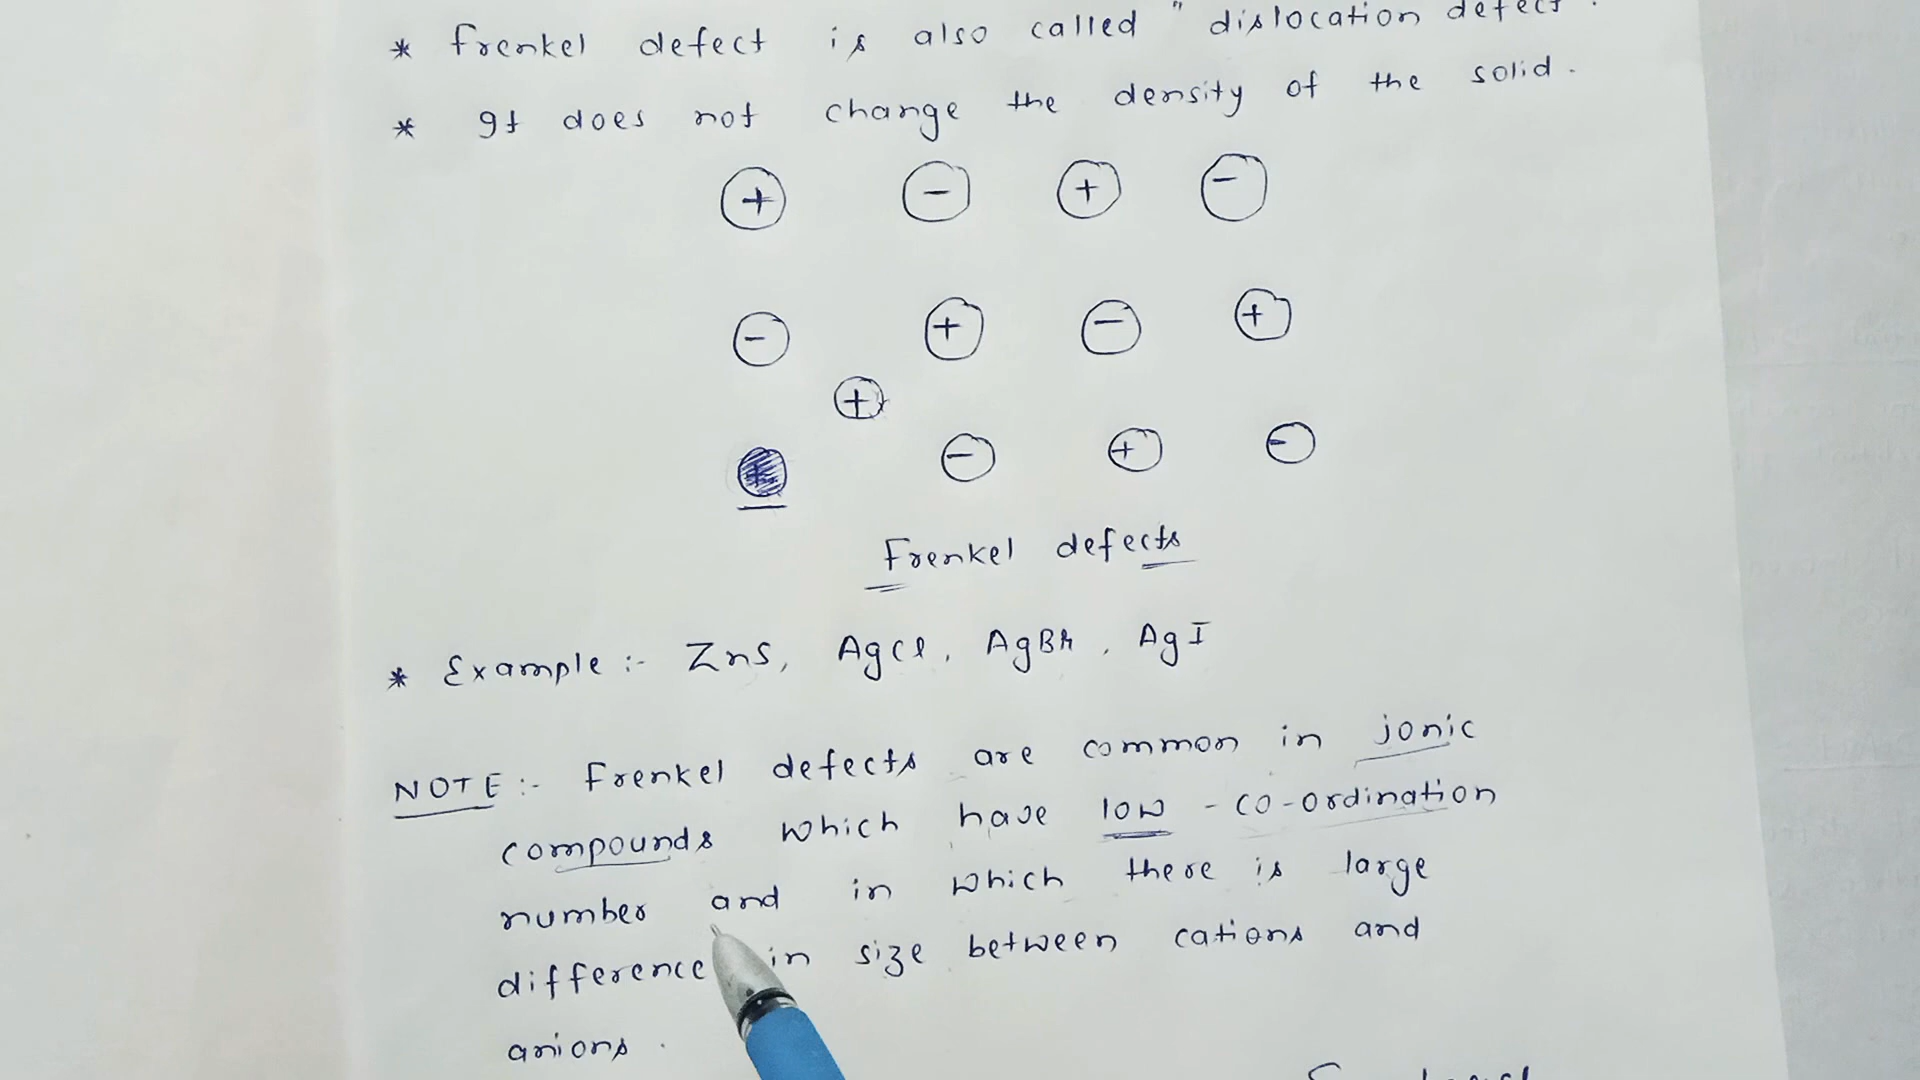 * Frenkel defect is also called " dislocation defect.
* It does not change the density of the solid.
+ - + -
- + - +
+
+ - + -
Frenkel defects
* Example :- ZnS, AgCl, AgBr, AgI
NOTE :- Frenkel defects are common in ionic
compounds which have low - co-ordination
number and in which there is large
difference in size between cations and
anions.